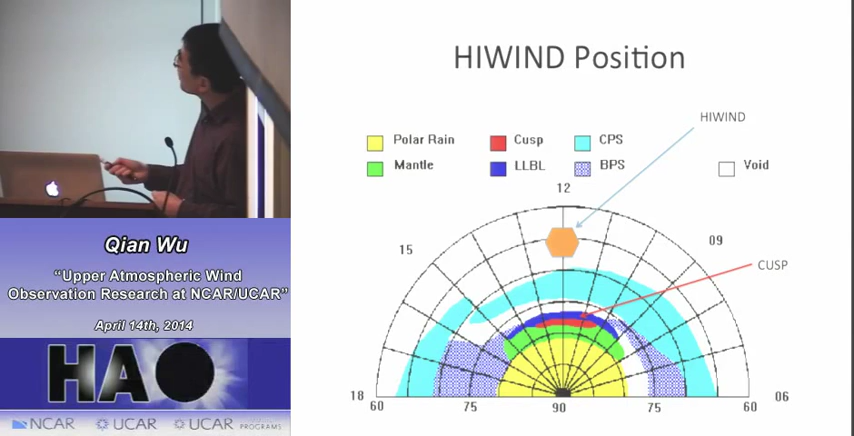 HIWIND Position
HIWIND
Polar Rain
Cusp
CPS
Mantle
LLBL
BPS
Void
12
15
09
CUSP
18
06
60
75
90
75
60
Qian Wu
“Upper Atmospheric Wind
Observation Research at NCAR/UCAR”
April 14th, 2014
HAO
NCAR
UCAR
UCAR
PROGRAMS